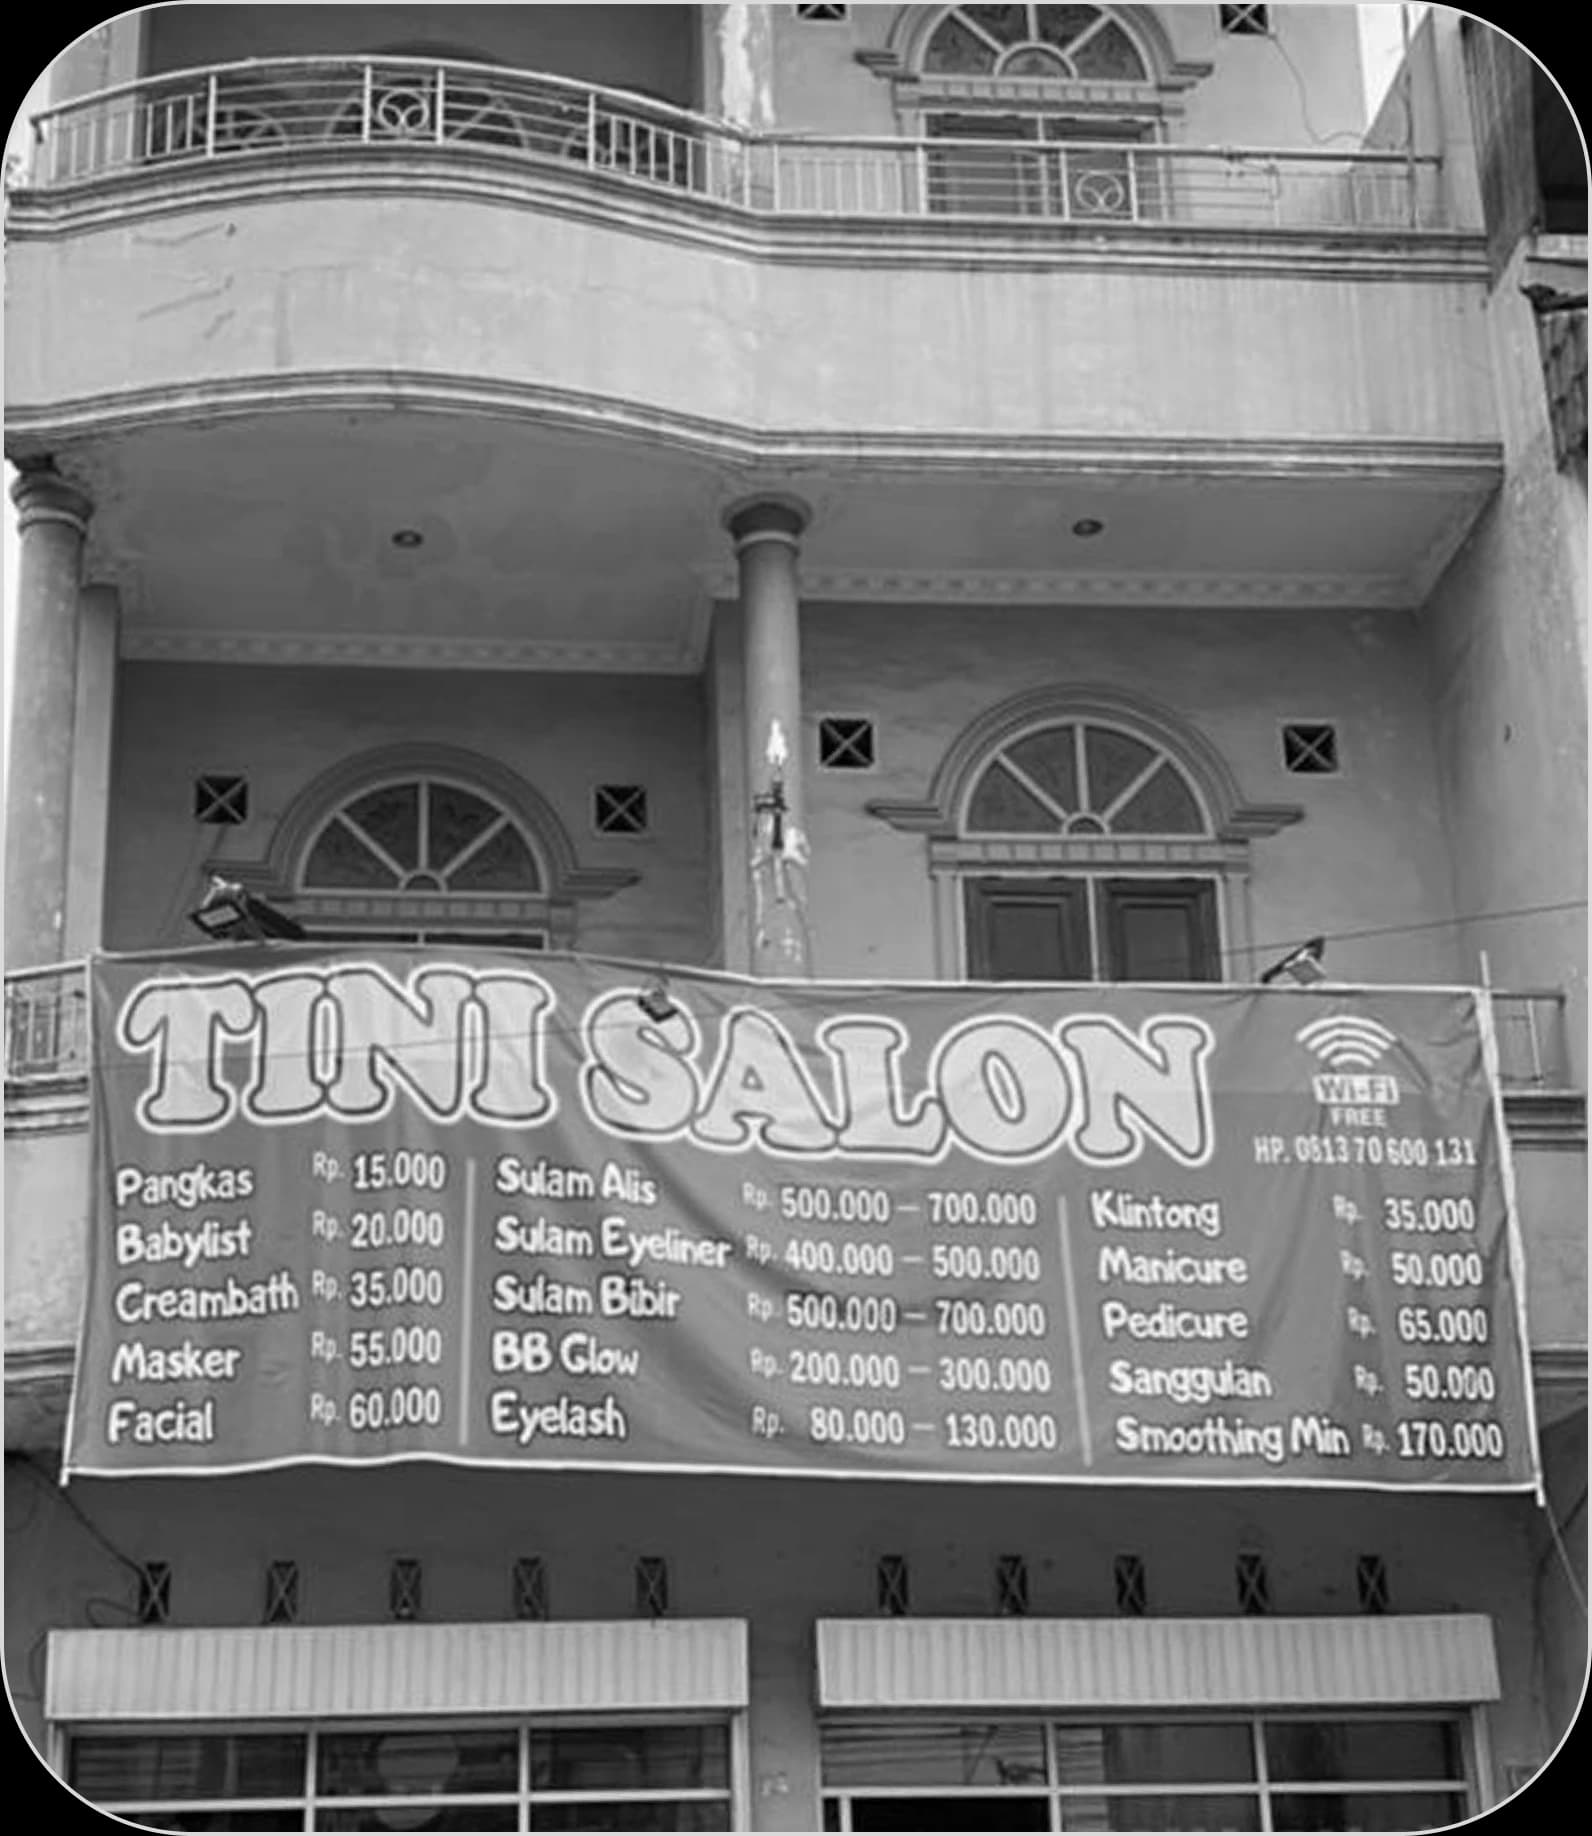 TINI SALON
Wi-Fi
FREE
HP. 0813 70 600 131
Pangkas Rp. 15.000
Babylist Rp. 20.000
Creambath Rp. 35.000
Masker Rp. 55.000
Facial Rp. 60.000
Sulam Alis Rp. 500.000 – 700.000
Sulam Eyeliner Rp. 400.000 – 500.000
Sulam Bibir Rp. 500.000 – 700.000
BB Glow Rp. 200.000 – 300.000
Eyelash Rp. 80.000 – 130.000
Klintong Rp. 35.000
Manicure Rp. 50.000
Pedicure Rp. 65.000
Sanggulan Rp. 50.000
Smoothing Min Rp. 170.000